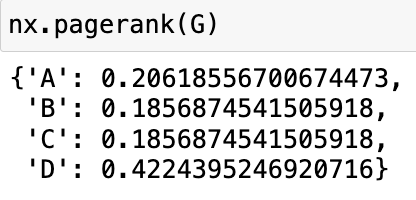 nx.pagerank(G)
{'A': 0.20618556700674473,
'B': 0.1856874541505918,
'C': 0.1856874541505918,
'D': 0.4224395246920716}